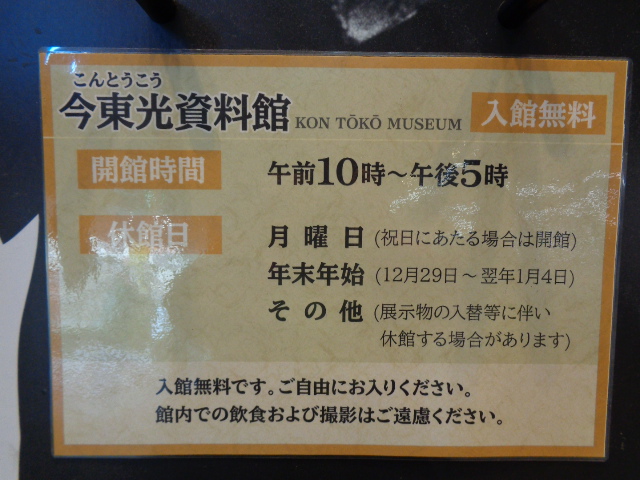 こんとうこう
今東光資料館 KON TŌKŌ MUSEUM 入館無料
開館時間 午前10時～午後5時
休館日 月曜日 (祝日にあたる場合は開館)
年末年始 (12月29日～翌年1月4日)
その他 (展示物の入替等に伴い
休館する場合があります)
入館無料です。ご自由にお入りください。
館内での飲食および撮影はご遠慮ください。